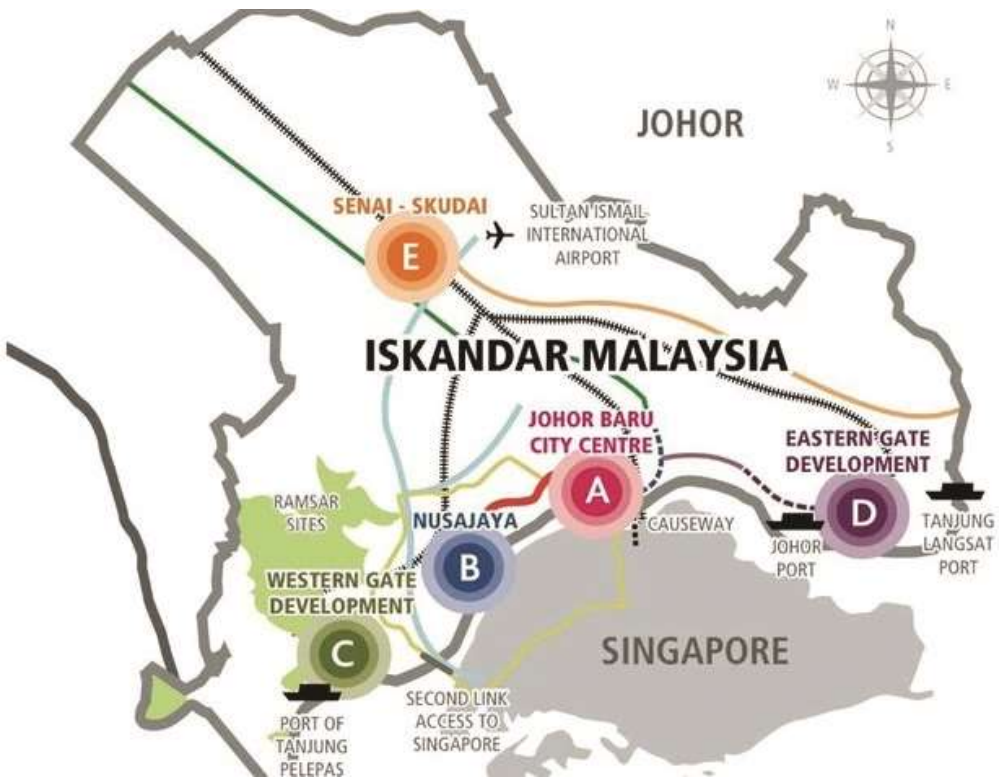 N
W
E
S
JOHOR
SENAI - SKUDAI
E
SULTAN ISMAIL
INTERNATIONAL
AIRPORT
ISKANDAR MALAYSIA
JOHOR BARU
CITY CENTRE
A
EASTERN GATE
DEVELOPMENT
D
RAMSAR
SITES
NUSAJAYA
B
CAUSEWAY
JOHOR
PORT
TANJUNG
LANGSAT
PORT
WESTERN GATE
DEVELOPMENT
C
SINGAPORE
SECOND LINK
ACCESS TO
SINGAPORE
PORT OF
TANJUNG
PELEPAS